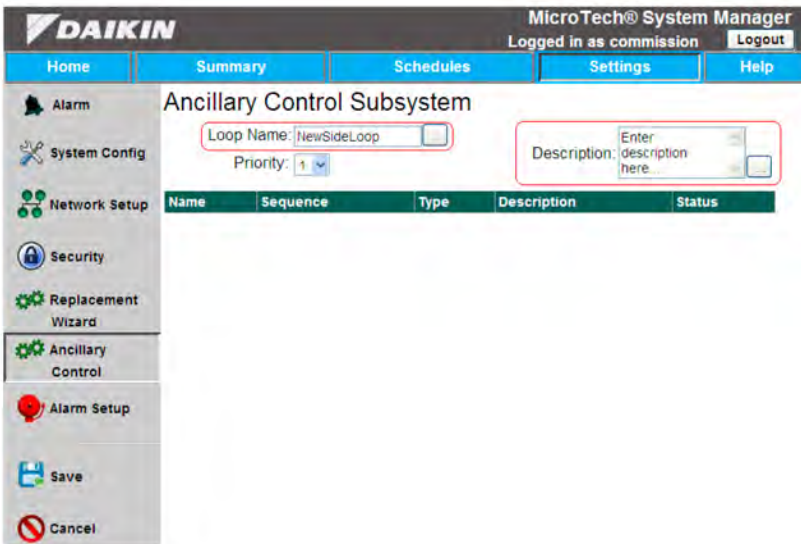 DAIKIN
MicroTech® System Manager
Logged in as commission Logout
Home Summary Schedules Settings Help
Alarm
System Config
Network Setup
Security
Replacement
Wizard
Ancillary
Control
Alarm Setup
Save
Cancel
Ancillary Control Subsystem
Loop Name: NewSideLoop ...
Priority: 1
Description: Enter
description
here... ...
Name Sequence Type Description Status